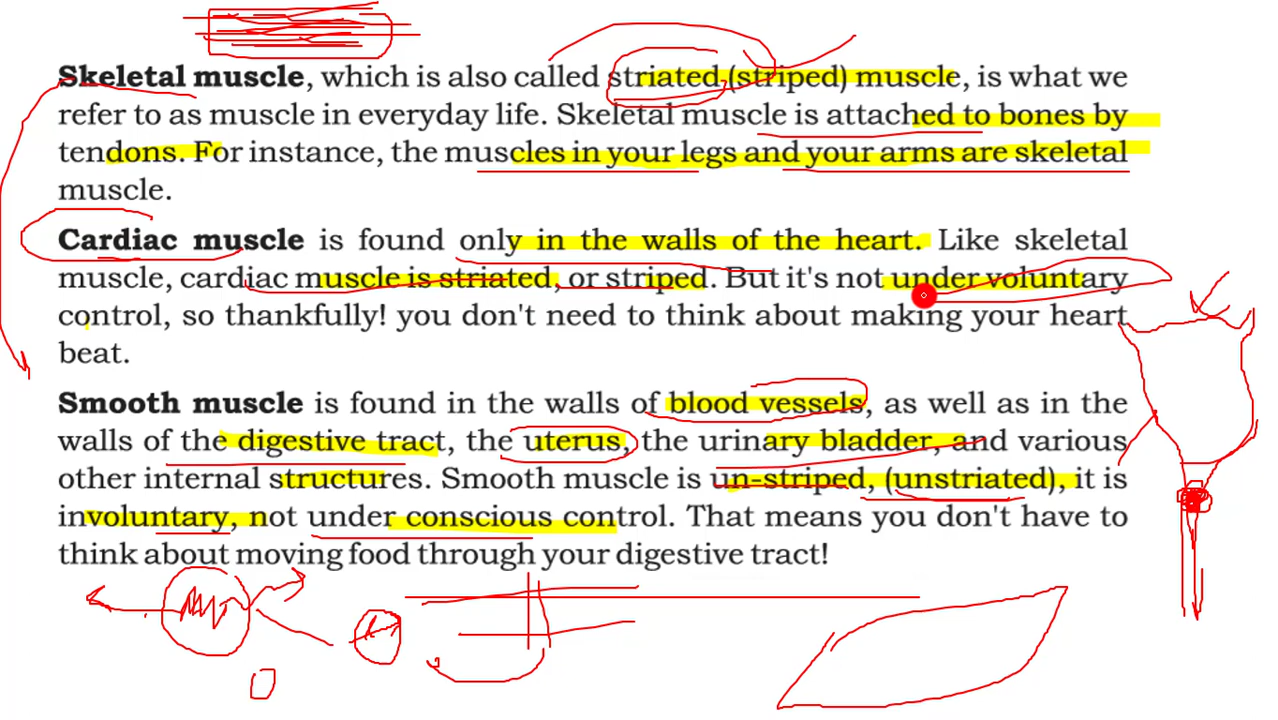 Skeletal muscle, which is also called striated (striped) muscle, is what we
refer to as muscle in everyday life. Skeletal muscle is attached to bones by
tendons. For instance, the muscles in your legs and your arms are skeletal
muscle.
Cardiac muscle is found only in the walls of the heart. Like skeletal
muscle, cardiac muscle is striated, or striped. But it's not under voluntary
control, so thankfully! you don't need to think about making your heart
beat.
Smooth muscle is found in the walls of blood vessels, as well as in the
walls of the digestive tract, the uterus, the urinary bladder, and various
other internal structures. Smooth muscle is un-striped, (unstriated), it is
involuntary, not under conscious control. That means you don't have to
think about moving food through your digestive tract!